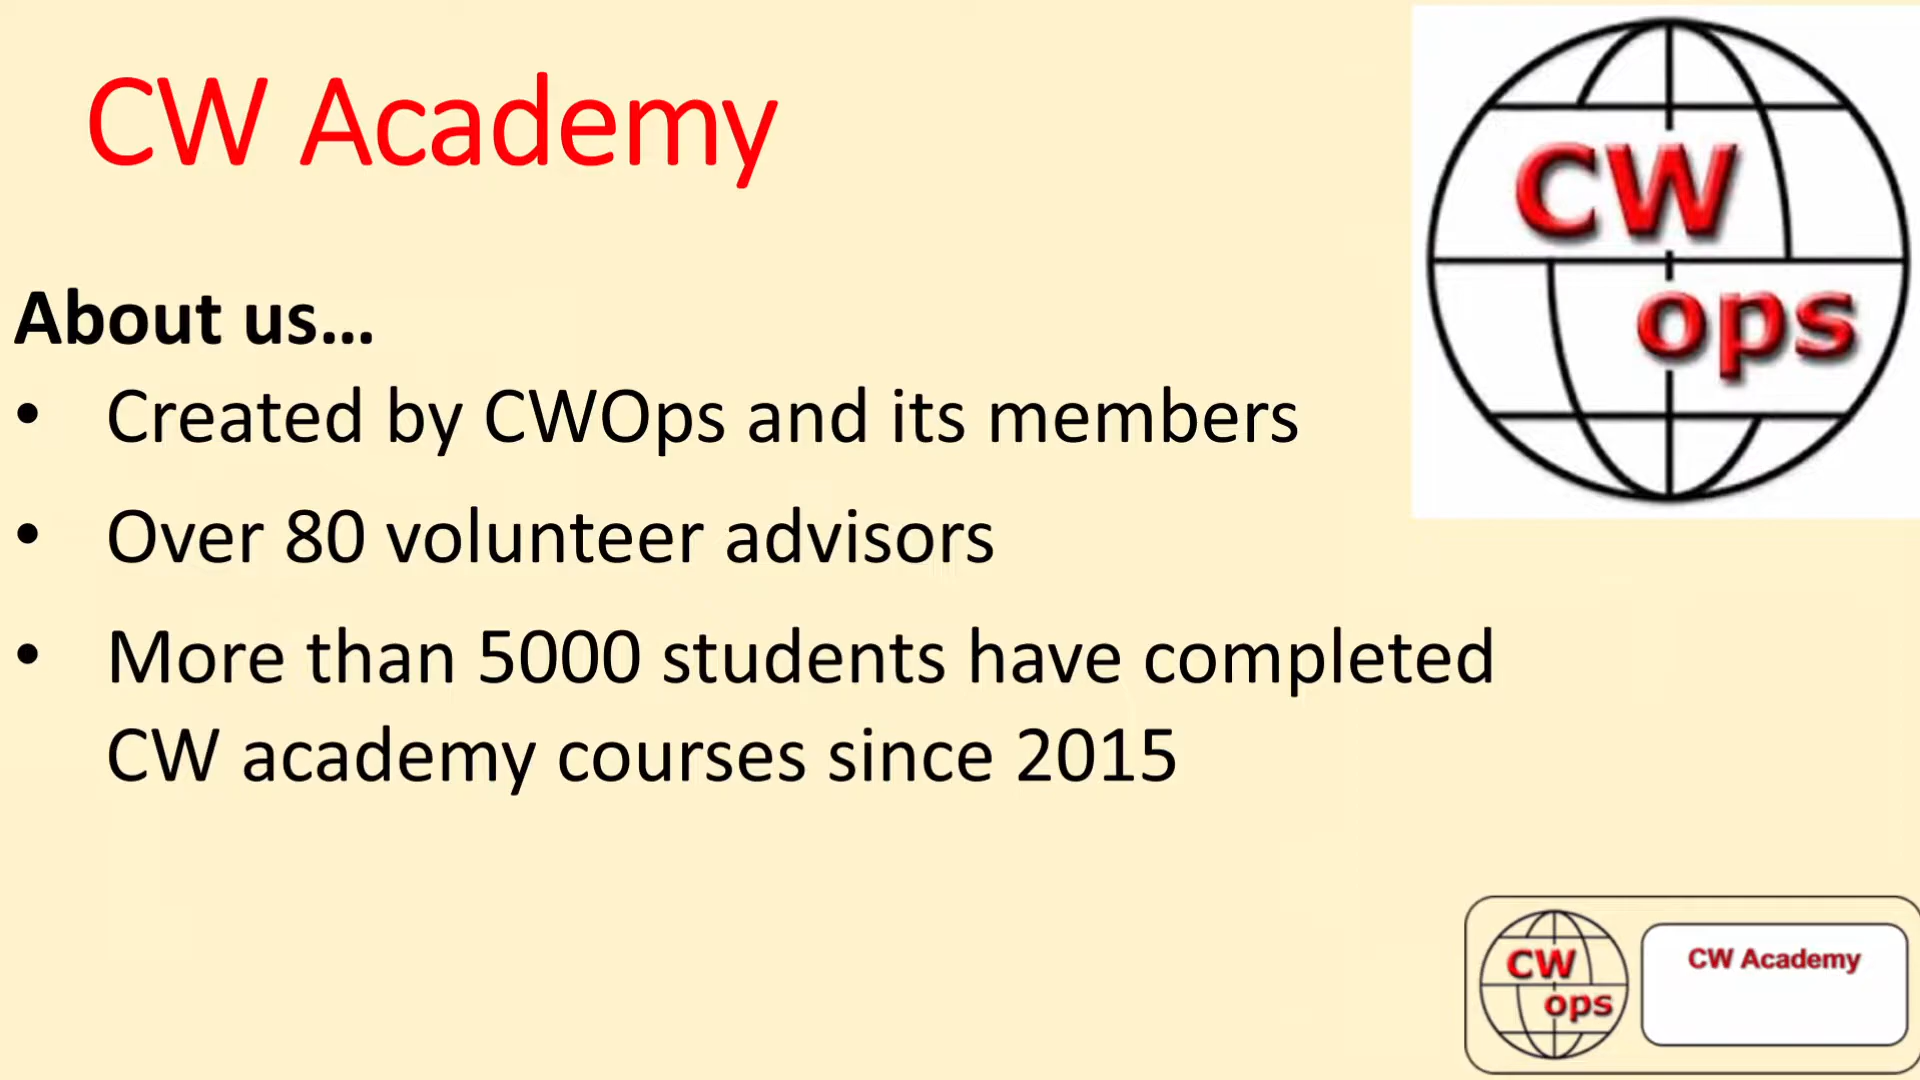 CW Academy
CW
ops
About us...
• Created by CWOps and its members
• Over 80 volunteer advisors
• More than 5000 students have completed
CW academy courses since 2015
CW
ops
CW Academy